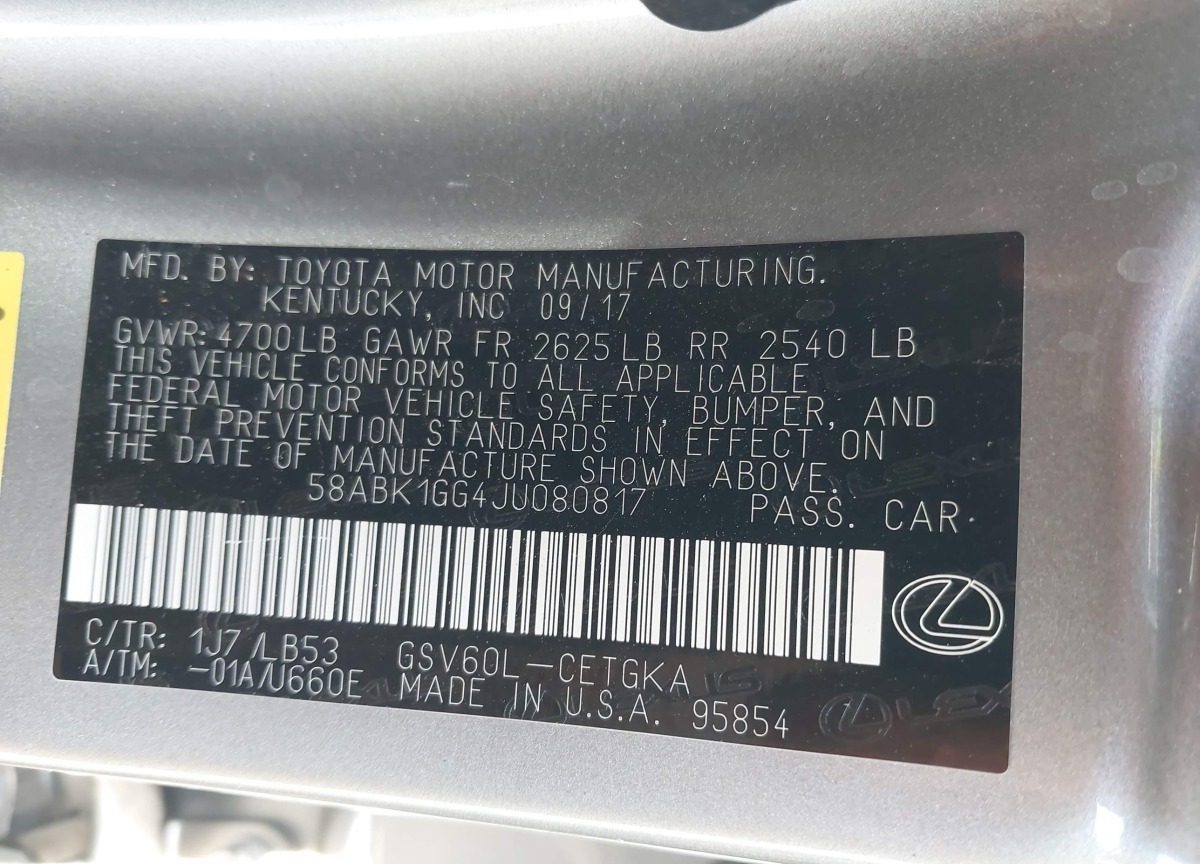 MFD. BY: TOYOTA MOTOR MANUFACTURING.
KENTUCKY, INC 09/17
GVWR: 4700LB GAWR FR 2625LB RR 2540 LB
THIS VEHICLE CONFORMS TO ALL APPLICABLE
FEDERAL MOTOR VEHICLE SAFETY, BUMPER, AND
THEFT PREVENTION STANDARDS IN EFFECT ON
THE DATE OF MANUFACTURE SHOWN ABOVE.
58ABK1GG4JU080817 PASS. CAR
C/TR: 1J7 /LB53 GSV60L-CETGKA
A/TM: -01A/U660E MADE IN U.S.A. 95854
LEXUS